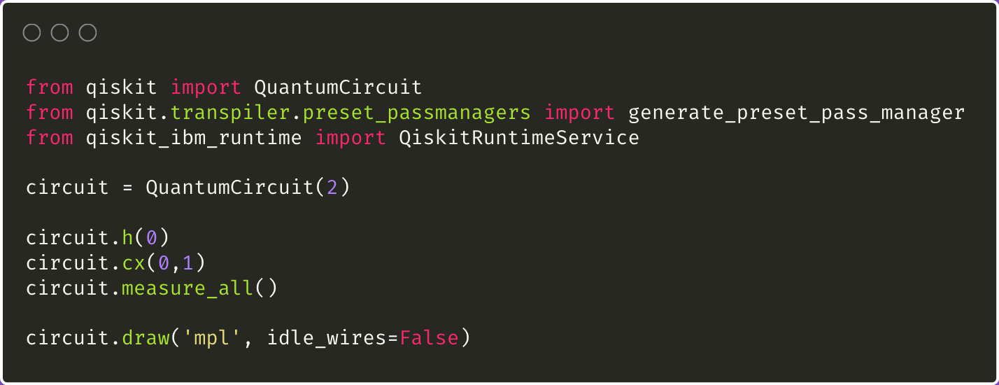 from qiskit import QuantumCircuit
from qiskit.transpiler.preset_passmanagers import generate_preset_pass_manager
from qiskit_ibm_runtime import QiskitRuntimeService
circuit = QuantumCircuit(2)
circuit.h(0)
circuit.cx(0,1)
circuit.measure_all()
circuit.draw('mpl', idle_wires=False)